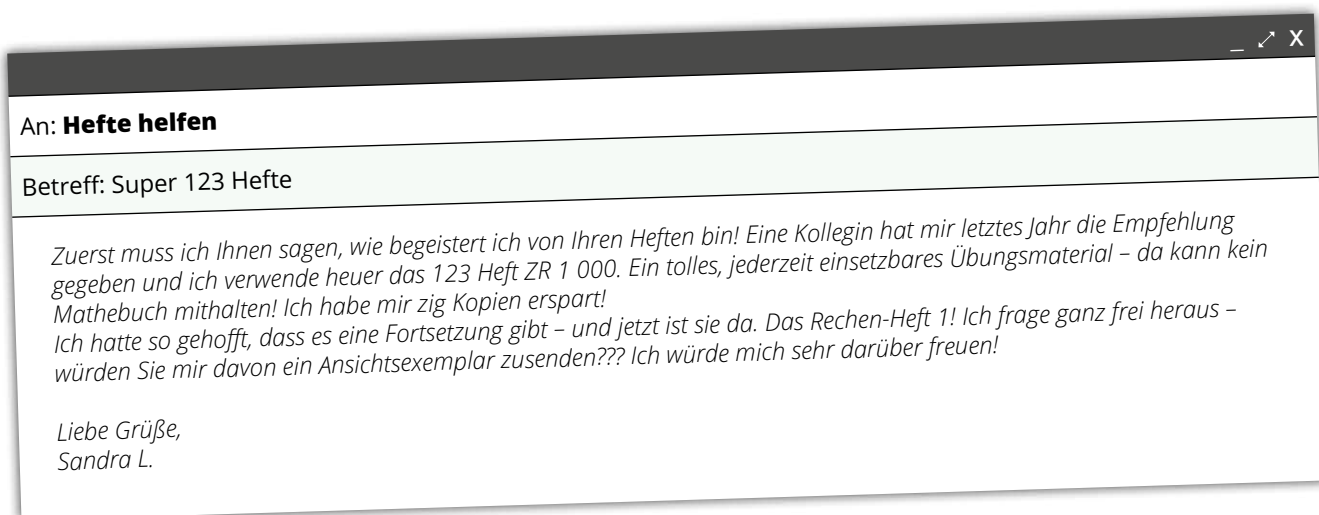 _ ⤢ X
An: Hefte helfen
Betreff: Super 123 Hefte
Zuerst muss ich Ihnen sagen, wie begeistert ich von Ihren Heften bin! Eine Kollegin hat mir letztes Jahr die Empfehlung
gegeben und ich verwende heuer das 123 Heft ZR 1 000. Ein tolles, jederzeit einsetzbares Übungsmaterial – da kann kein
Mathebuch mithalten! Ich habe mir zig Kopien erspart!
Ich hatte so gehofft, dass es eine Fortsetzung gibt – und jetzt ist sie da. Das Rechen-Heft 1! Ich frage ganz frei heraus –
würden Sie mir davon ein Ansichtsexemplar zusenden??? Ich würde mich sehr darüber freuen!
Liebe Grüße,
Sandra L.